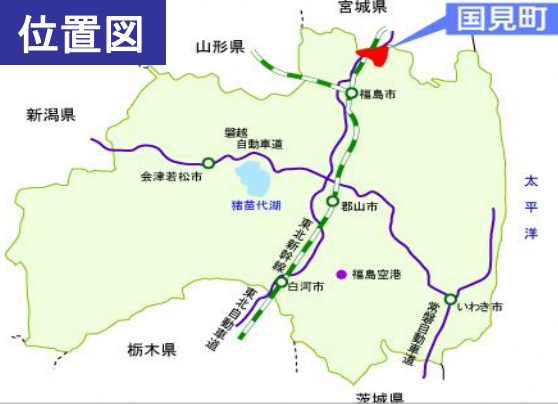 位置図
宮城県
国見町
山形県
福島市
新潟県
磐越
自動車道
会津若松市
猪苗代湖
太平洋
郡山市
東北新幹線
福島空港
白河市
東北自動車道
いわき市
常磐自動車道
栃木県
茨城県